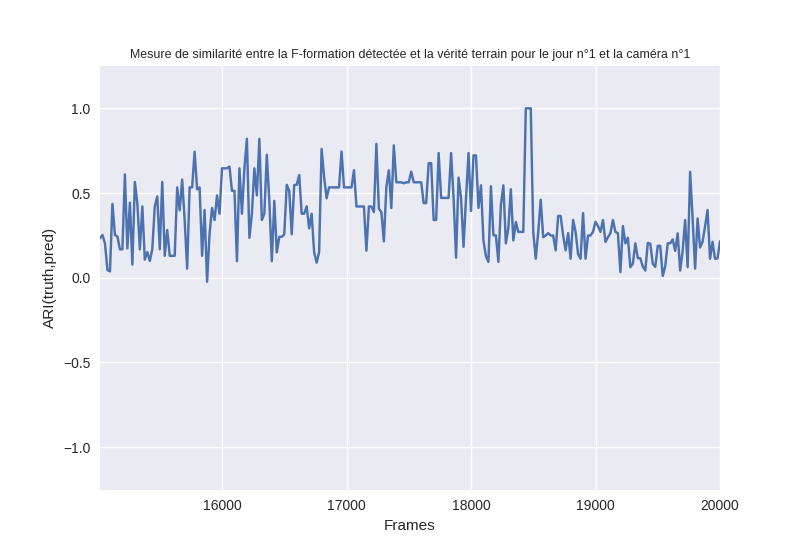 Mesure de similarité entre la F-formation détectée et la vérité terrain pour le jour n°1 et la caméra n°1
1.0
0.5
0.0
−0.5
−1.0
ARI(truth,pred)
16000 17000 18000 19000 20000
Frames